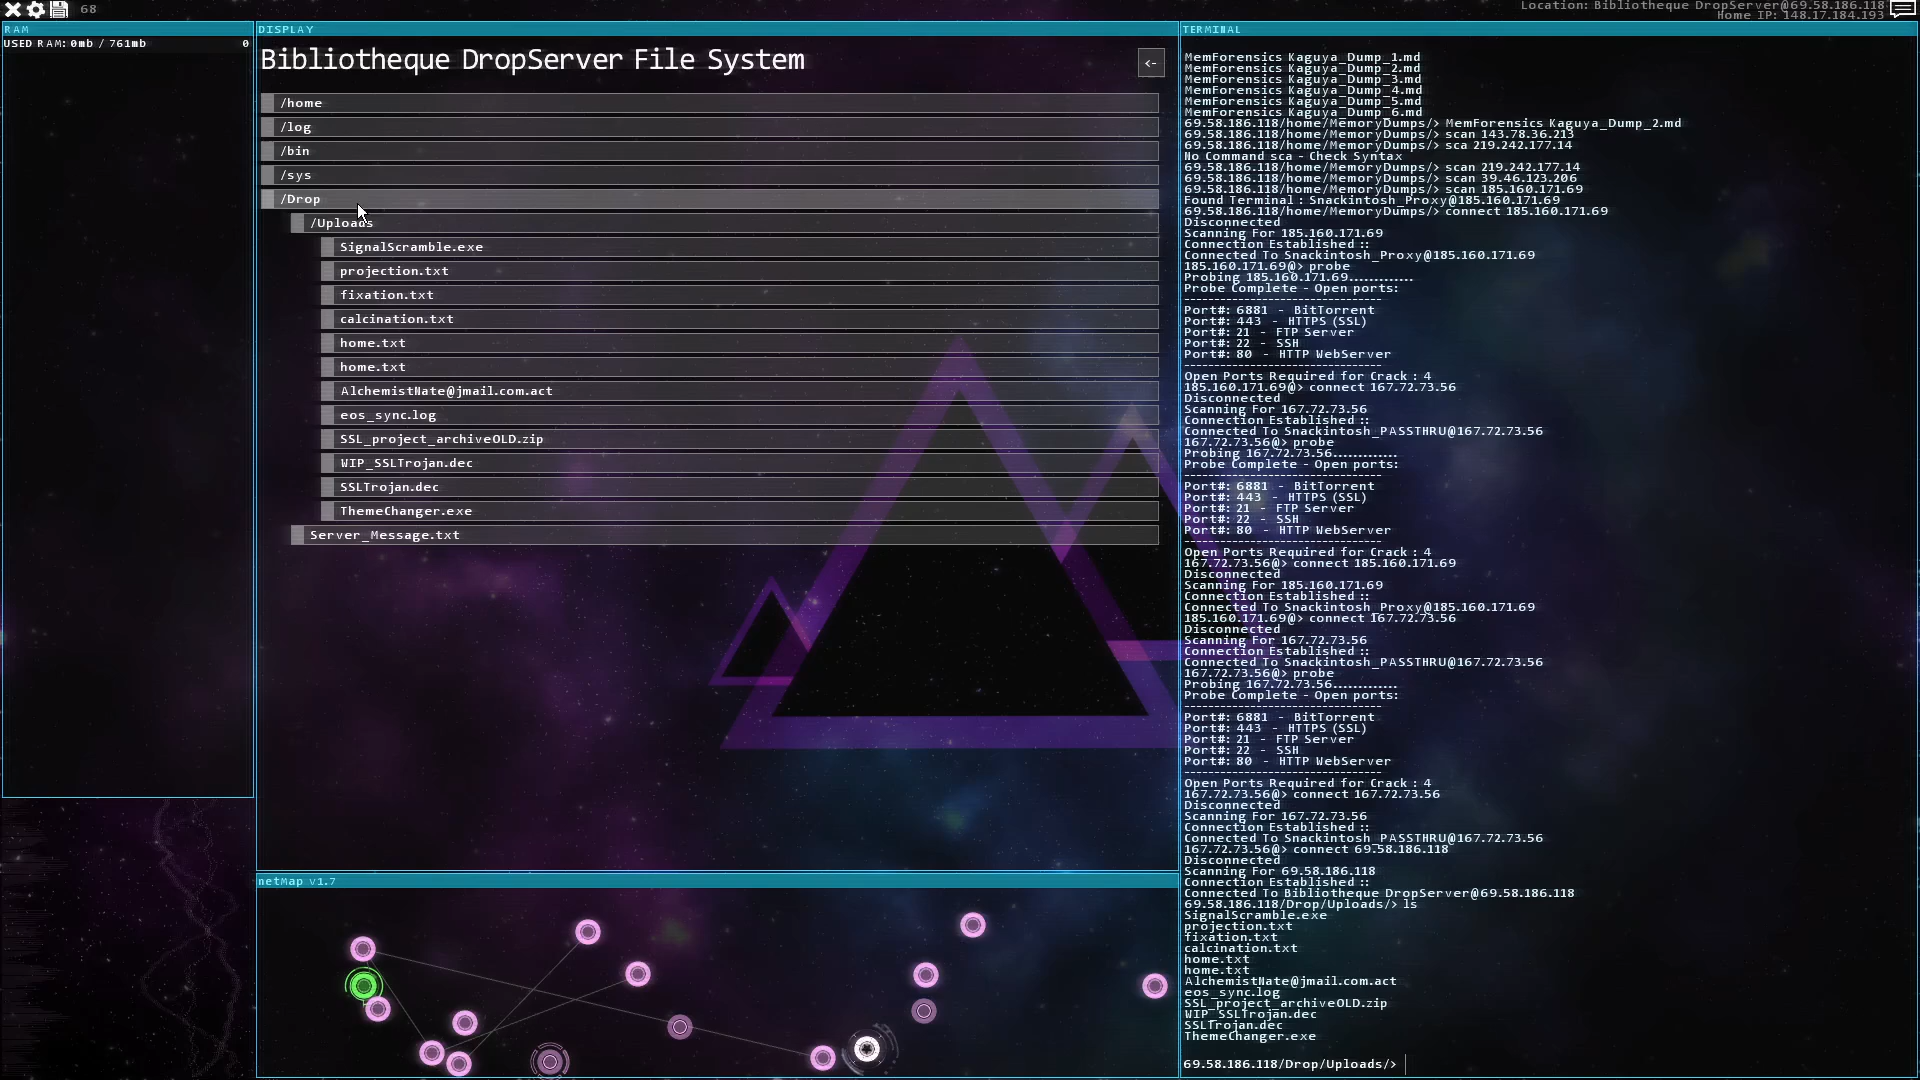 68
Location: Bibliotheque DropServer@69.58.186.118
Home IP: 148.17.184.193
RAM
USED RAM: 0mb / 761mb 0
DISPLAY
Bibliotheque DropServer File System
<-
/home
/log
/bin
/sys
/Drop
/Uploads
SignalScramble.exe
projection.txt
fixation.txt
calcination.txt
home.txt
home.txt
AlchemistNate@jmail.com.act
eos_sync.log
SSL_project_archiveOLD.zip
WIP_SSLTrojan.dec
SSLTrojan.dec
ThemeChanger.exe
Server_Message.txt
netMap v1.7
TERMINAL
MemForensics Kaguya_Dump_1.md
MemForensics Kaguya_Dump_2.md
MemForensics Kaguya_Dump_3.md
MemForensics Kaguya_Dump_4.md
MemForensics Kaguya_Dump_5.md
MemForensics Kaguya_Dump_6.md
69.58.186.118/home/MemoryDumps/> MemForensics Kaguya_Dump_2.md
69.58.186.118/home/MemoryDumps/> scan 143.78.36.213
69.58.186.118/home/MemoryDumps/> sca 219.242.177.14
No Command sca - Check Syntax
69.58.186.118/home/MemoryDumps/> scan 219.242.177.14
69.58.186.118/home/MemoryDumps/> scan 39.46.123.206
69.58.186.118/home/MemoryDumps/> scan 185.160.171.69
Found Terminal : Snackintosh_Proxy@185.160.171.69
69.58.186.118/home/MemoryDumps/> connect 185.160.171.69
Disconnected
Scanning For 185.160.171.69
Connection Established ::
Connected To Snackintosh_Proxy@185.160.171.69
185.160.171.69@> probe
Probing 185.160.171.69.............
Probe Complete - Open ports:
---------------------------------
Port#: 6881 - BitTorrent
Port#: 443 - HTTPS (SSL)
Port#: 21 - FTP Server
Port#: 22 - SSH
Port#: 80 - HTTP WebServer
---------------------------------
Open Ports Required for Crack : 4
185.160.171.69@> connect 167.72.73.56
Disconnected
Scanning For 167.72.73.56
Connection Established ::
Connected To Snackintosh_PASSTHRU@167.72.73.56
167.72.73.56@> probe
Probing 167.72.73.56.............
Probe Complete - Open ports:
---------------------------------
Port#: 6881 - BitTorrent
Port#: 443 - HTTPS (SSL)
Port#: 21 - FTP Server
Port#: 22 - SSH
Port#: 80 - HTTP WebServer
---------------------------------
Open Ports Required for Crack : 4
167.72.73.56@> connect 185.160.171.69
Disconnected
Scanning For 185.160.171.69
Connection Established ::
Connected To Snackintosh_Proxy@185.160.171.69
185.160.171.69@> connect 167.72.73.56
Disconnected
Scanning For 167.72.73.56
Connection Established ::
Connected To Snackintosh_PASSTHRU@167.72.73.56
167.72.73.56@> probe
Probing 167.72.73.56.............
Probe Complete - Open ports:
---------------------------------
Port#: 6881 - BitTorrent
Port#: 443 - HTTPS (SSL)
Port#: 21 - FTP Server
Port#: 22 - SSH
Port#: 80 - HTTP WebServer
---------------------------------
Open Ports Required for Crack : 4
167.72.73.56@> connect 167.72.73.56
Disconnected
Scanning For 167.72.73.56
Connection Established ::
Connected To Snackintosh_PASSTHRU@167.72.73.56
167.72.73.56@> connect 69.58.186.118
Disconnected
Scanning For 69.58.186.118
Connection Established ::
Connected To Bibliotheque DropServer@69.58.186.118
69.58.186.118/Drop/Uploads/> ls
SignalScramble.exe
projection.txt
fixation.txt
calcination.txt
home.txt
home.txt
AlchemistNate@jmail.com.act
eos_sync.log
SSL_project_archiveOLD.zip
WIP_SSLTrojan.dec
SSLTrojan.dec
ThemeChanger.exe
69.58.186.118/Drop/Uploads/>